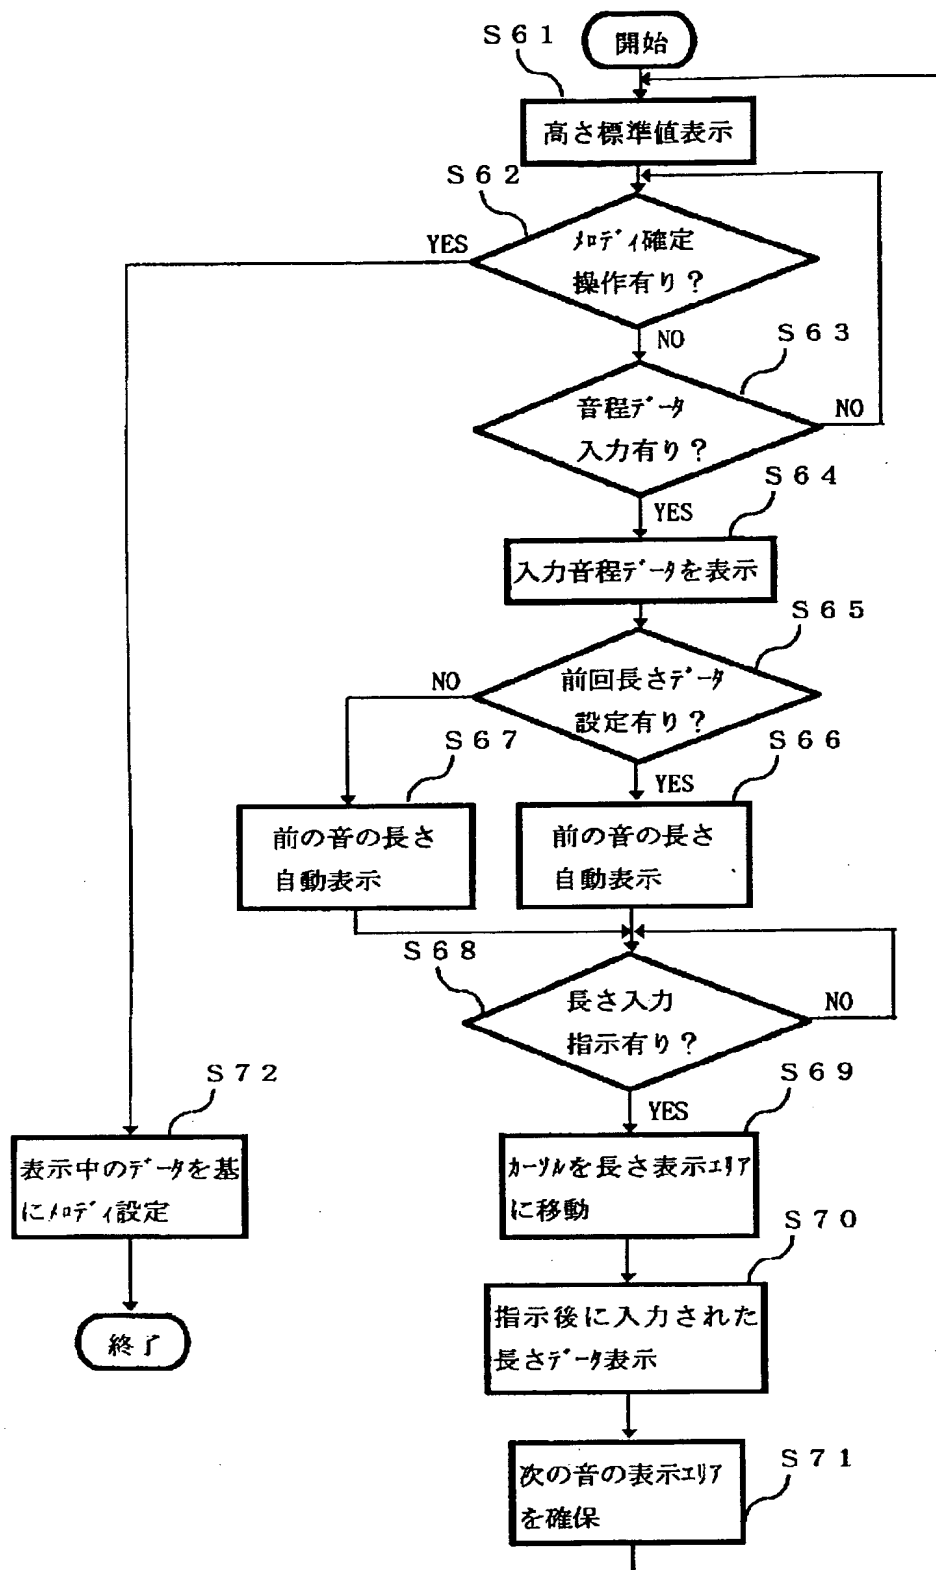 S61
開始
高さ標準値表示
S62
YES
メロディ確定
操作有り？
NO
S63
音程データ
入力有り？
NO
S64
YES
入力音程データを表示
S65
前回長さデータ
設定有り？
NO
S67
S66
YES
前の音の長さ
自動表示
前の音の長さ
自動表示
S68
長さ入力
指示有り？
NO
S72
S69
YES
表示中のデータを基
にメロディ設定
カーソルを長さ表示エリア
に移動
S70
終了
指示後に入力された
長さデータ表示
S71
次の音の表示エリア
を確保